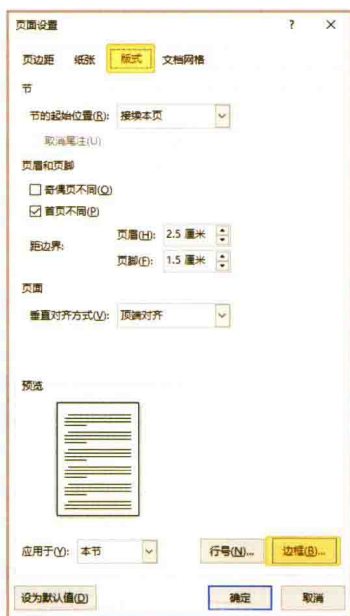 页面设置 ? ×
页边距 纸张 版式 文档网格
节
节的起始位置(R): 接续本页
取消尾注(U)
页眉和页脚
奇偶页不同(O)
首页不同(P)
距边界: 页眉(H): 2.5 厘米
页脚(F): 1.5 厘米
页面
垂直对齐方式(V): 顶端对齐
预览
应用于(Y): 本节 行号(N)... 边框(B)...
设为默认值(D) 确定 取消